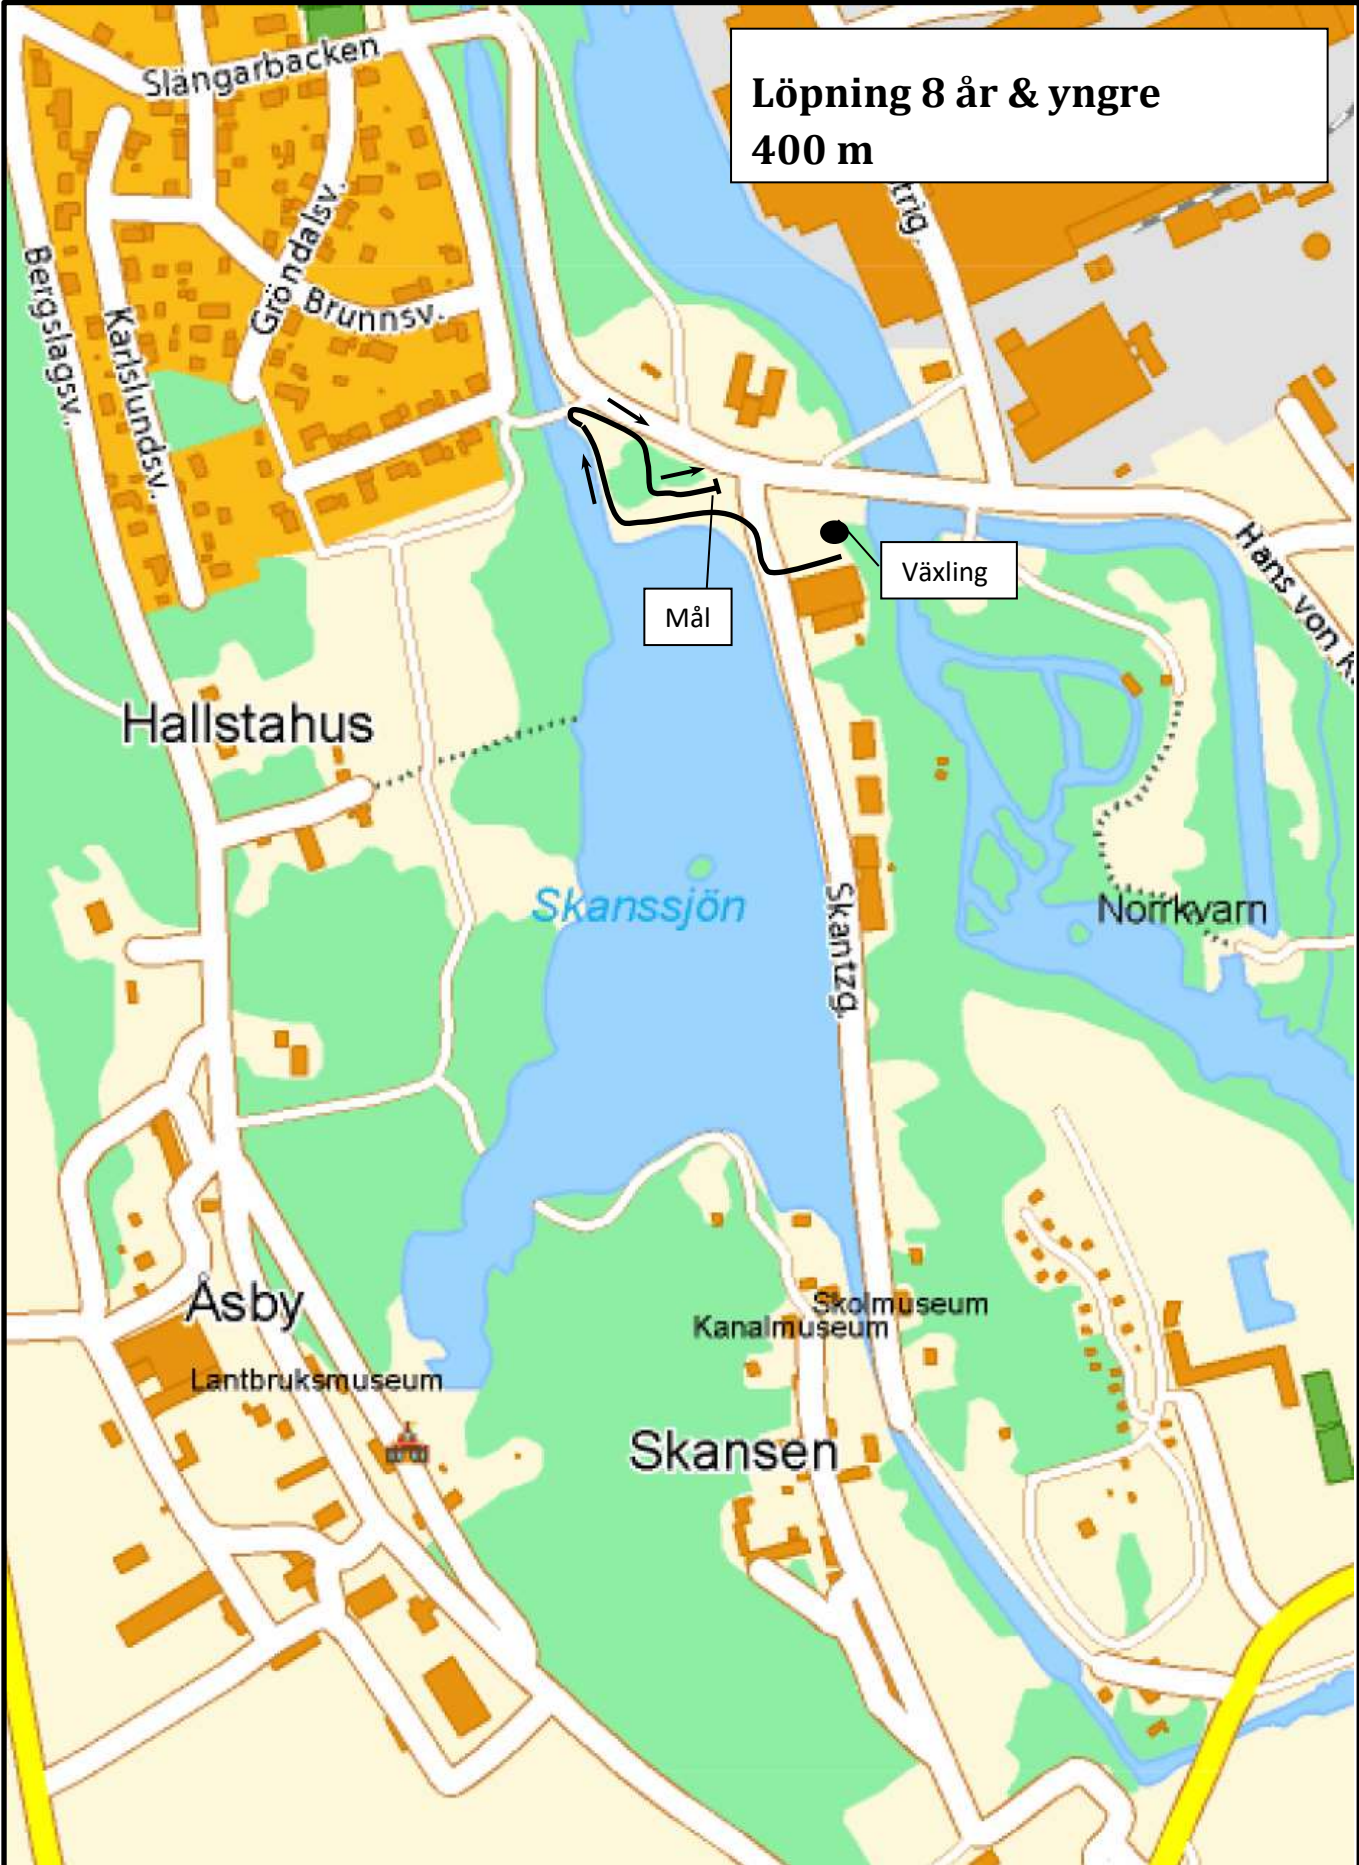 Löpning 8 år & yngre
400 m
Slängarbacken
trig.
Gröndalsv.
Bergslagsv.
Karlslundsv.
Brunnsv.
Hans von K.
Växling
Mål
Hallstahus
Skanssjön
Skantzg.
Norrkvarn
Åsby
Skolmuseum
Kanalmuseum
Lantbruksmuseum
Skansen